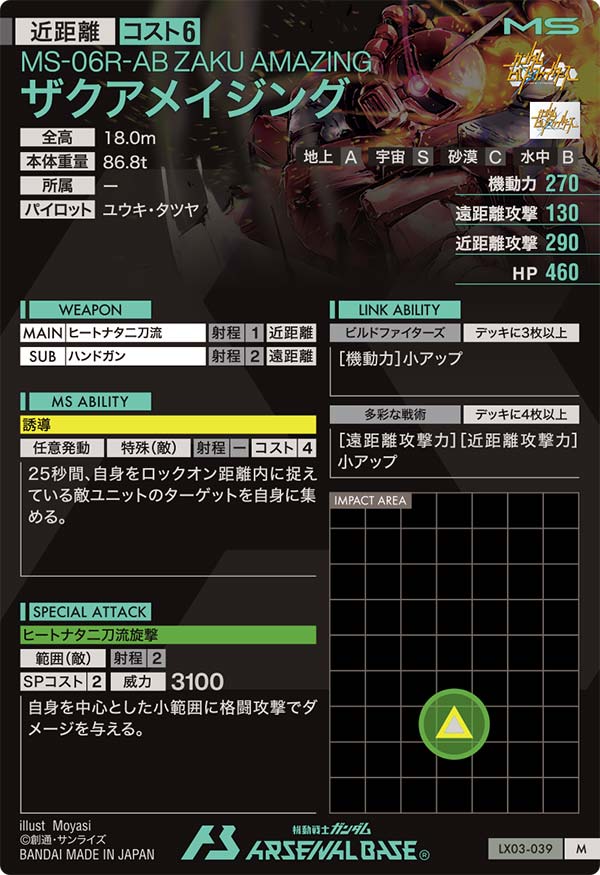 近距離 コスト6 MS
MS-06R-AB ZAKU AMAZING
ザクアメイジング
全高 18.0m
本体重量 86.8t
所属 ―
パイロット ユウキ・タツヤ
地上 A 宇宙 S 砂漠 C 水中 B
機動力 270
遠距離攻撃 130
近距離攻撃 290
HP 460
WEAPON
MAIN ヒートナタ二刀流 射程 1 近距離
SUB ハンドガン 射程 2 遠距離
MS ABILITY
誘導
任意発動 特殊(敵) 射程 ― コスト 4
25秒間、自身をロックオン距離内に捉え
ている敵ユニットのターゲットを自身に集
める。
SPECIAL ATTACK
ヒートナタ二刀流旋撃
範囲(敵) 射程 2
SPコスト 2 威力 3100
自身を中心とした小範囲に格闘攻撃でダ
メージを与える。
LINK ABILITY
ビルドファイターズ デッキに3枚以上
[機動力]小アップ
多彩な戦術 デッキに4枚以上
[遠距離攻撃力][近距離攻撃力]
小アップ
IMPACT AREA
illust Moyasi
©創通・サンライズ
BANDAI MADE IN JAPAN
機動戦士ガンダム
AB ARSENAL BASE®
LX03-039 M